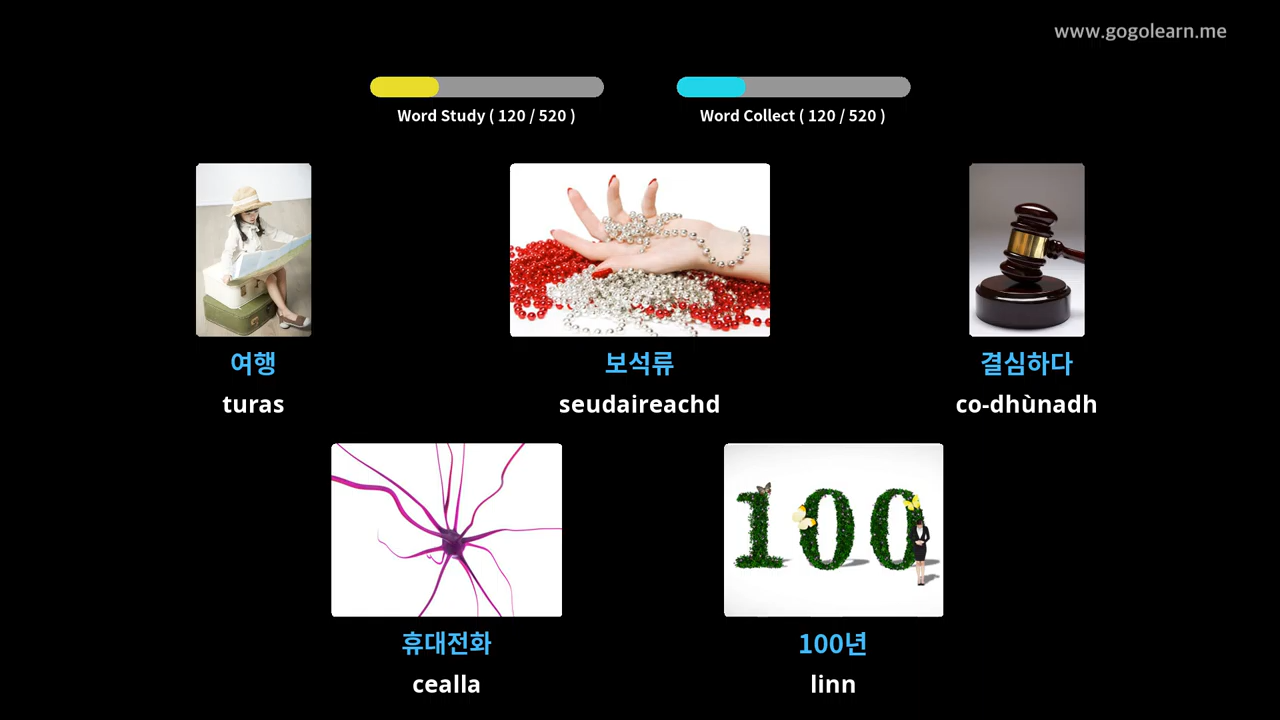 www.gogolearn.me
Word Study ( 120 / 520 )
Word Collect ( 120 / 520 )
여행
turas
보석류
seudaireachd
결심하다
co-dhùnadh
100
휴대전화
cealla
100년
linn